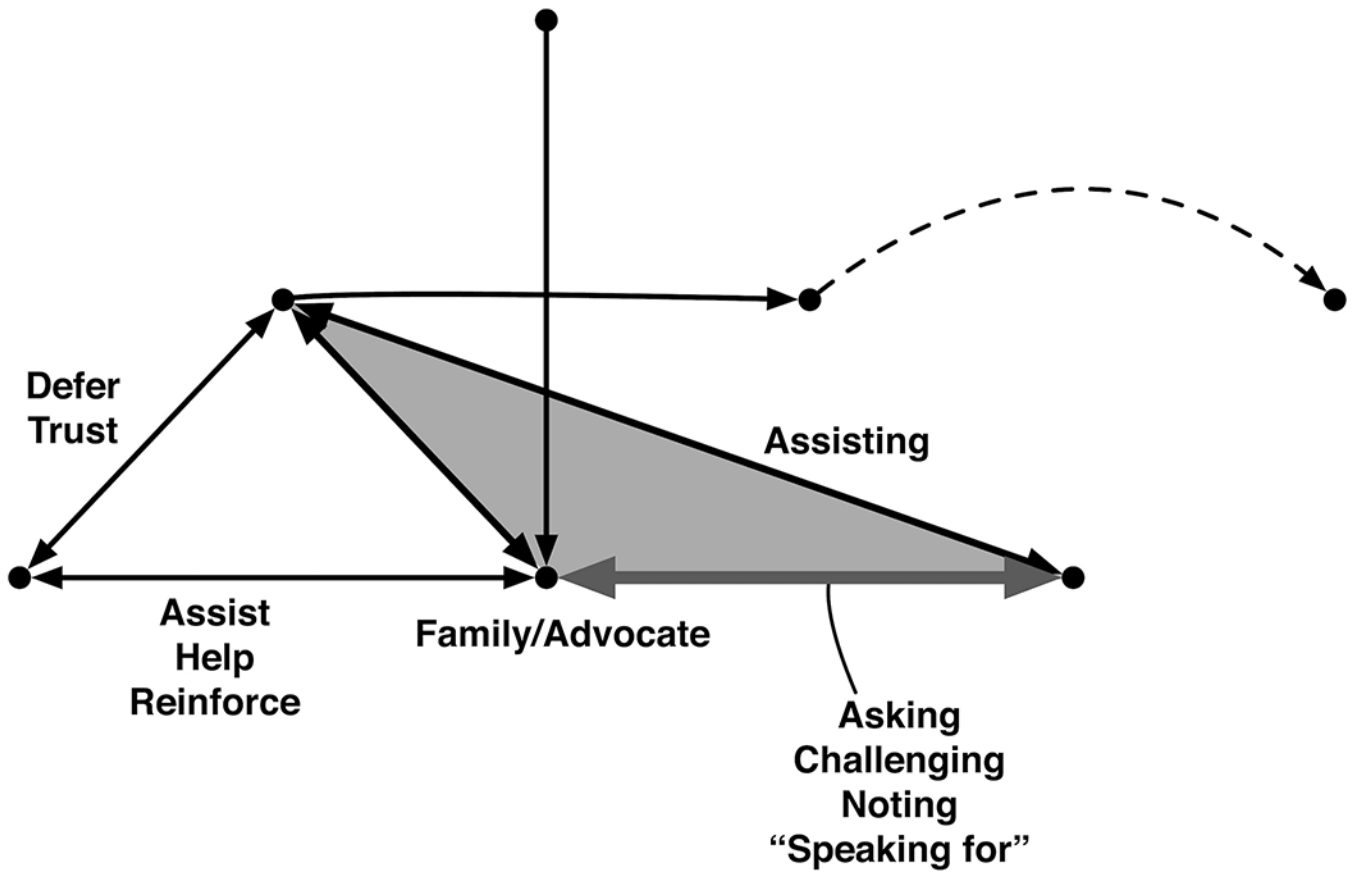 Defer
Trust
Assisting
Assist
Help
Reinforce
Family/Advocate
Asking
Challenging
Noting
“Speaking for”